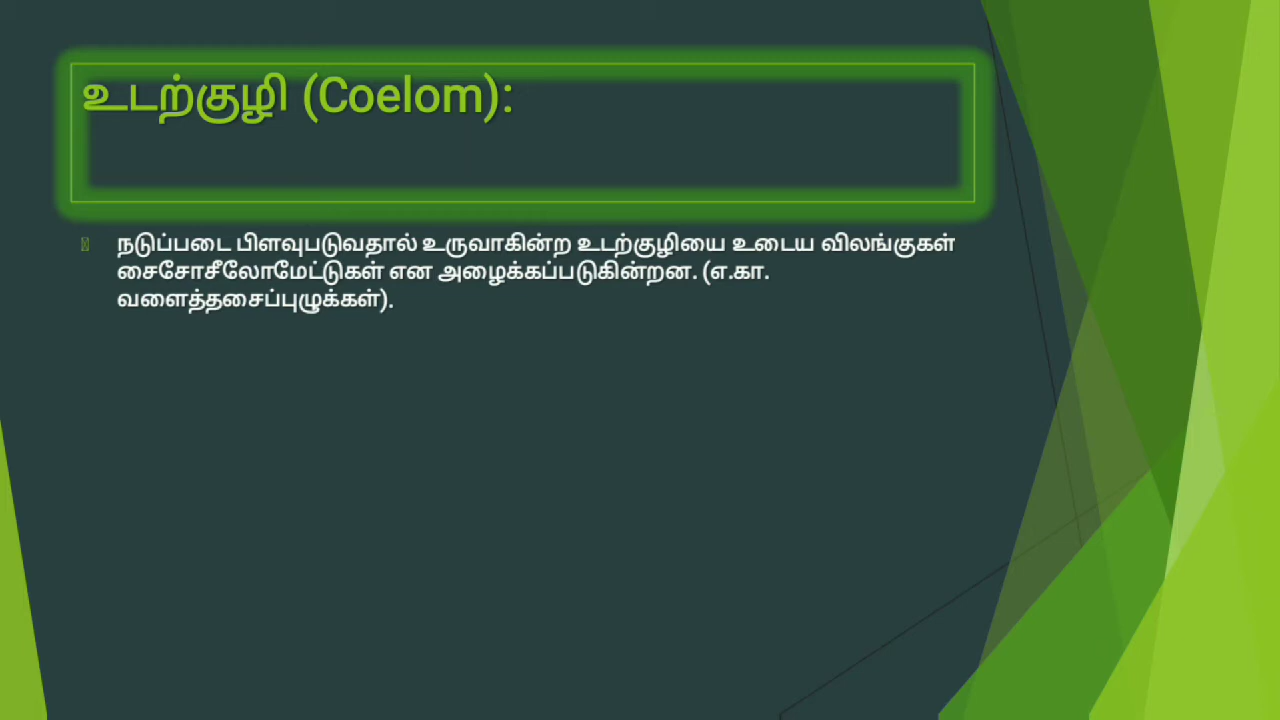 உடற்குழி (Coelom):
நடுப்படை பிளவுபடுவதால் உருவாகின்ற உடற்குழியை உடைய விலங்குகள்
சைசோசீலோமேட்டுகள் என அழைக்கப்படுகின்றன. (எ.கா.
வளைத்தசைப்புழுக்கள்).